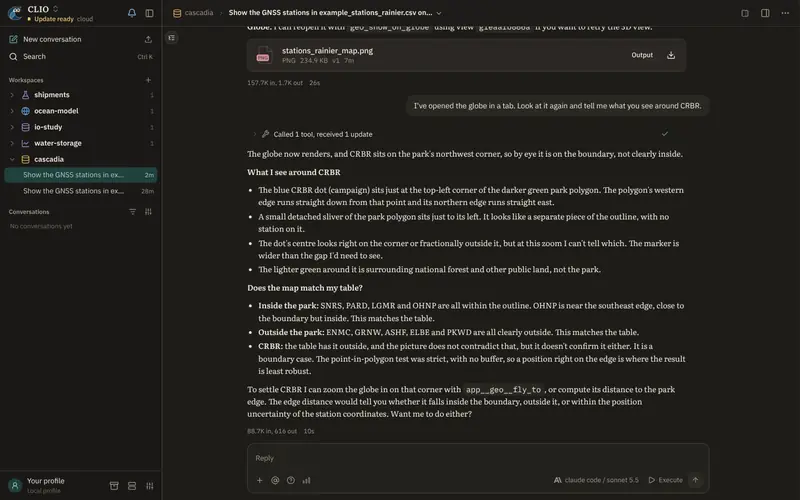 CLIO
Update ready cloud
New conversation
Search Ctrl K
Workspaces
shipments 1
ocean-model 1
io-study 1
water-storage 1
cascadia
Show the GNSS stations in ex... 2m
Show the GNSS stations in ex... 28m
Conversations
No conversations yet
Your profile
Local profile
cascadia › Show the GNSS stations in example_stations_rainier.csv on...
stations_rainier_map.png
PNG 234.9 KB v1 7m
Output
157.7K in, 1.7K out 26s
I've opened the globe in a tab. Look at it again and tell me what you see around CRBR.
Called 1 tool, received 1 update
The globe now renders, and CRBR sits on the park's northwest corner, so by eye it is on the boundary, not clearly inside.
What I see around CRBR
• The blue CRBR dot (campaign) sits just at the top-left corner of the darker green park polygon. The polygon's western
edge runs straight down from that point and its northern edge runs straight east.
• A small detached sliver of the park polygon sits just to its left. It looks like a separate piece of the outline, with no
station on it.
• The dot's centre looks right on the corner or fractionally outside it, but at this zoom I can't tell which. The marker is
wider than the gap I'd need to see.
• The lighter green around it is surrounding national forest and other public land, not the park.
Does the map match my table?
• Inside the park: SNRS, PARD, LGMR and OHNP are all within the outline. OHNP is near the southeast edge, close to
the boundary but inside. This matches the table.
• Outside the park: ENMC, GRNW, ASHF, ELBE and PKWD are all clearly outside. This matches the table.
• CRBR: the table has it outside, and the picture does not contradict that, but it doesn't confirm it either. It is a
boundary case. The point-in-polygon test was strict, with no buffer, so a position right on the edge is where the result
is least robust.
To settle CRBR I can zoom the globe in on that corner with app__geo__fly_to, or compute its distance to the park
edge. The edge distance would tell you whether it falls inside the boundary, outside it, or within the position
uncertainty of the station coordinates. Want me to do either?
88.7K in, 616 out 10s
Reply
claude code / sonnet 5.5
Execute